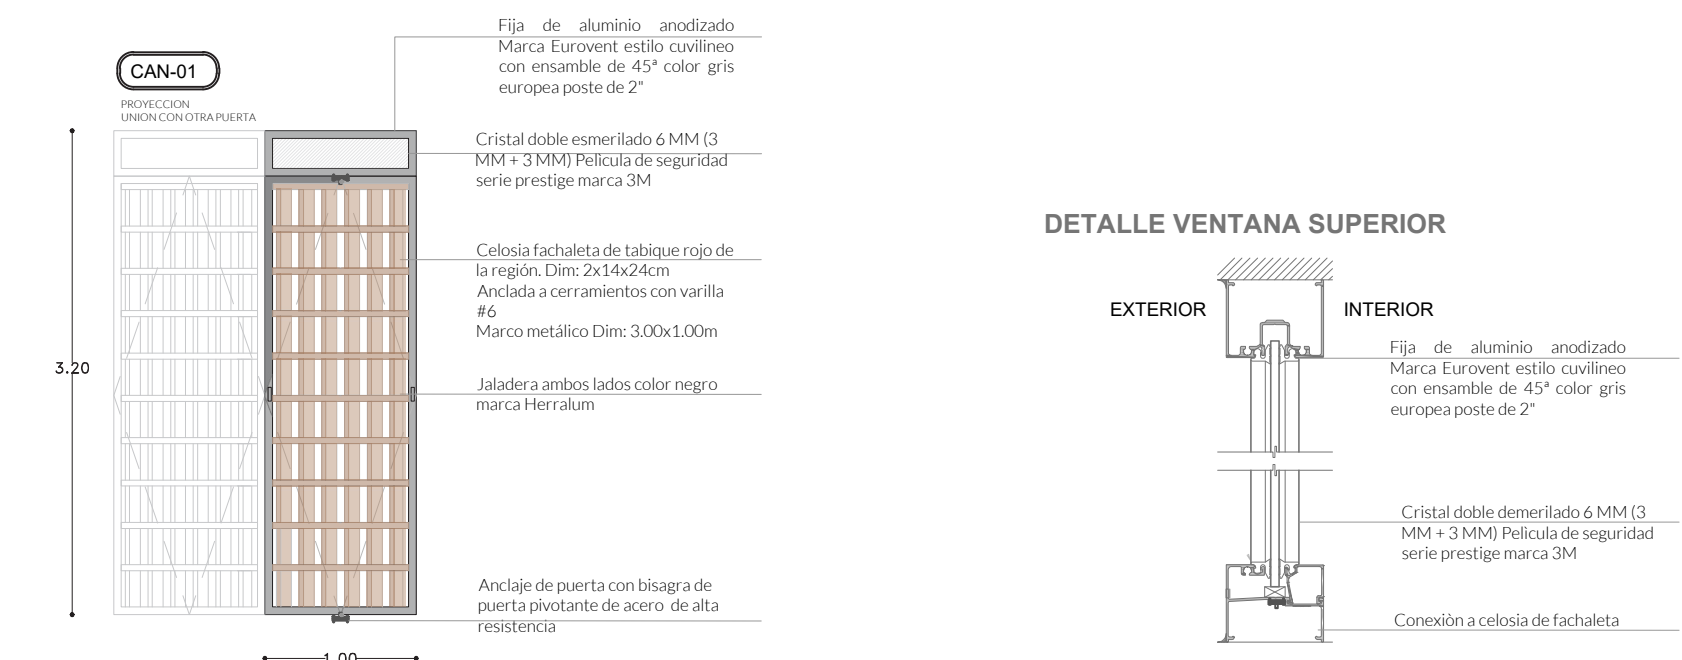 CAN-01
PROYECCION
UNION CON OTRA PUERTA
3.20
1.00
Fija de aluminio anodizado
Marca Eurovent estilo cuvilineo
con ensamble de 45ª color gris
europea poste de 2"
Cristal doble esmerilado 6 MM (3
MM + 3 MM) Pelìcula de seguridad
serie prestige marca 3M
Celosia fachaleta de tabique rojo de
la región. Dim: 2x14x24cm
Anclada a cerramientos con varilla
#6
Marco metálico Dim: 3.00x1.00m
Jaladera ambos lados color negro
marca Herralum
Anclaje de puerta con bisagra de
puerta pivotante de acero de alta
resistencia
DETALLE VENTANA SUPERIOR
EXTERIOR
INTERIOR
Fija de aluminio anodizado
Marca Eurovent estilo cuvilineo
con ensamble de 45ª color gris
europea poste de 2"
Cristal doble demerilado 6 MM (3
MM + 3 MM) Pelìcula de seguridad
serie prestige marca 3M
Conexiòn a celosia de fachaleta